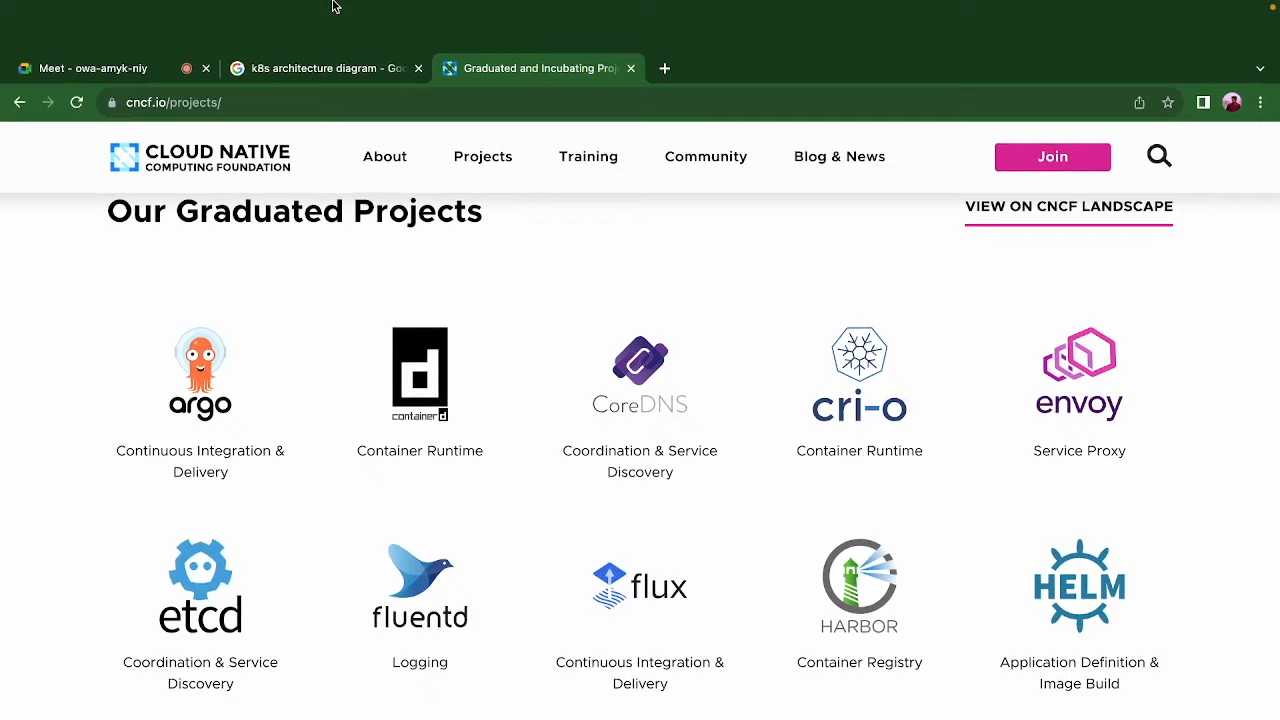 Meet - owa-amyk-niy
k8s architecture diagram - Goo
Graduated and Incubating Proj
cncf.io/projects/
CLOUD NATIVE
COMPUTING FOUNDATION
About
Projects
Training
Community
Blog & News
Join
Our Graduated Projects
VIEW ON CNCF LANDSCAPE
argo
d
containerd
CoreDNS
cri-o
envoy
Continuous Integration &
Delivery
Container Runtime
Coordination & Service
Discovery
Container Runtime
Service Proxy
etcd
fluentd
flux
HARBOR
HELM
Coordination & Service
Discovery
Logging
Continuous Integration &
Delivery
Container Registry
Application Definition &
Image Build